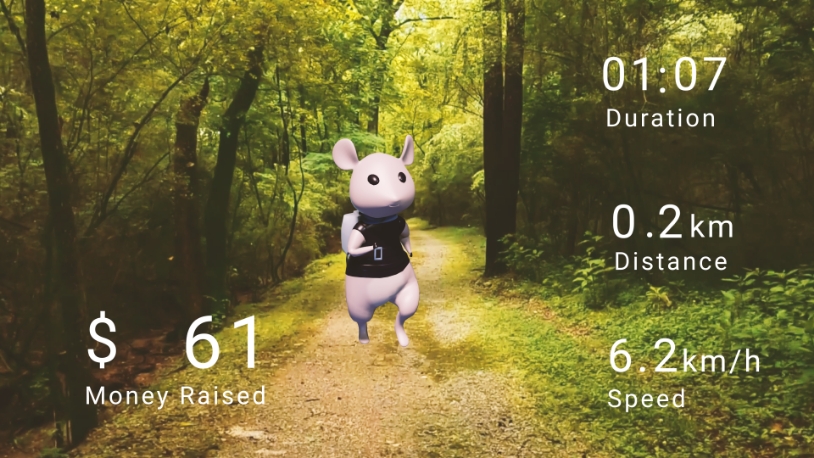 01:07
Duration
0.2km
Distance
$ 61
Money Raised
6.2km/h
Speed